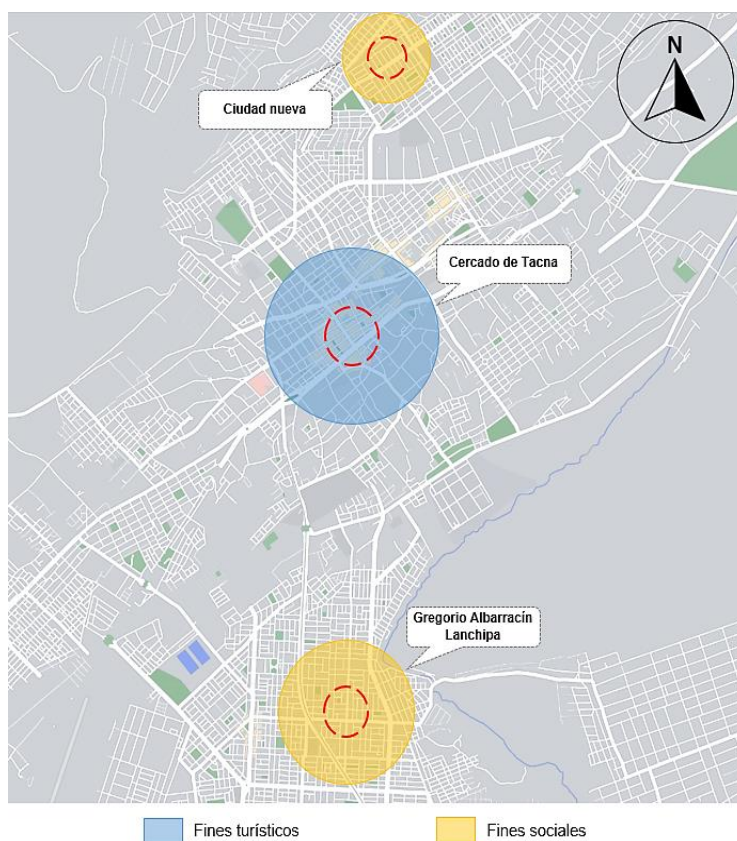 N
Ciudad nueva
Cercado de Tacna
Gregorio Albarracín
Lanchipa
Fines turísticos
Fines sociales